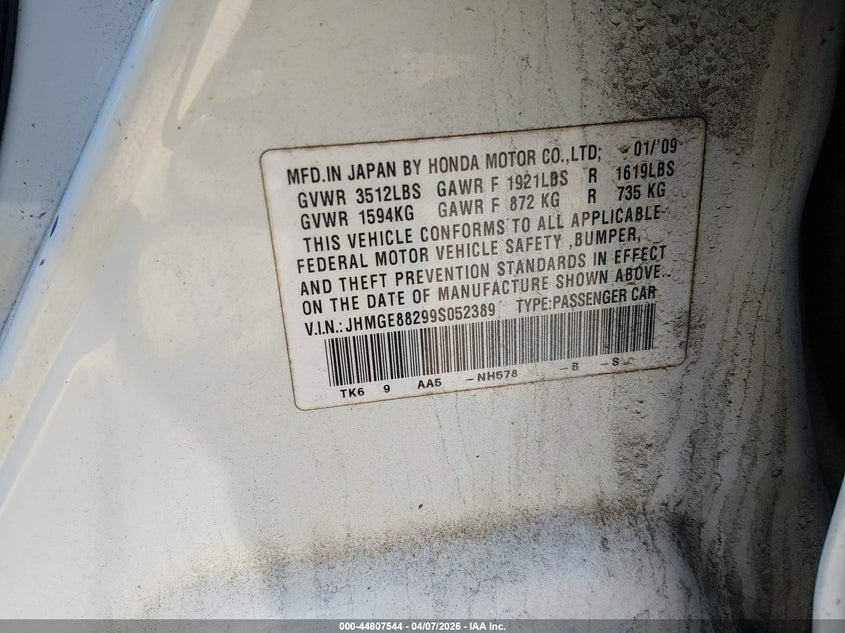 MFD.IN JAPAN BY HONDA MOTOR CO.,LTD; 01/'09
GVWR 3512LBS GAWR F 1921LBS R 1619LBS
GVWR 1594KG GAWR F 872 KG R 735 KG
THIS VEHICLE CONFORMS TO ALL APPLICABLE
FEDERAL MOTOR VEHICLE SAFETY ,BUMPER,
AND THEFT PREVENTION STANDARDS IN EFFECT
ON THE DATE OF MANUFACTURE SHOWN ABOVE..
V.I.N.: JHMGE88299S052389 TYPE:PASSENGER CAR
TK6 9 AA5 -NH578 -B -S
000-44807544 - 04/07/2026 - IAA Inc.